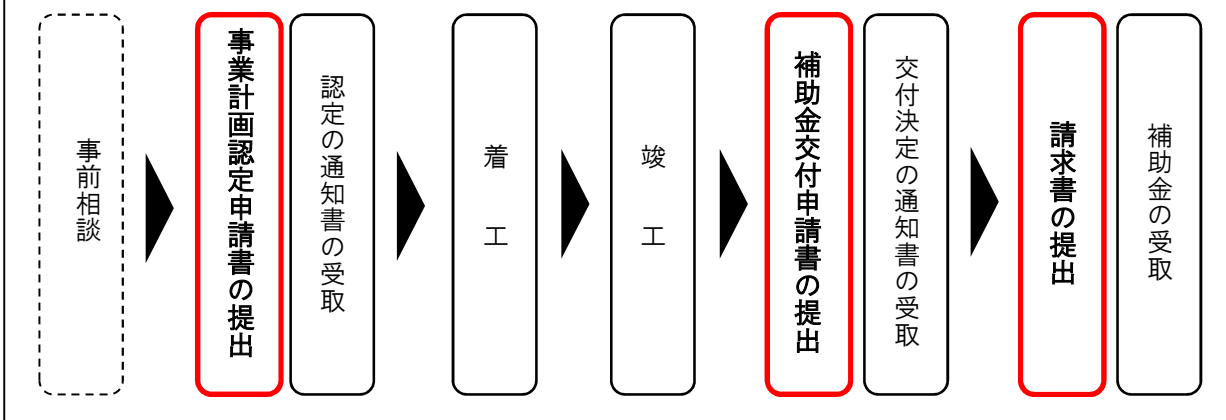 事前相談
事業計画認定申請書の提出
認定の通知書の受取
着工
竣工
補助金交付申請書の提出
交付決定の通知書の受取
請求書の提出
補助金の受取